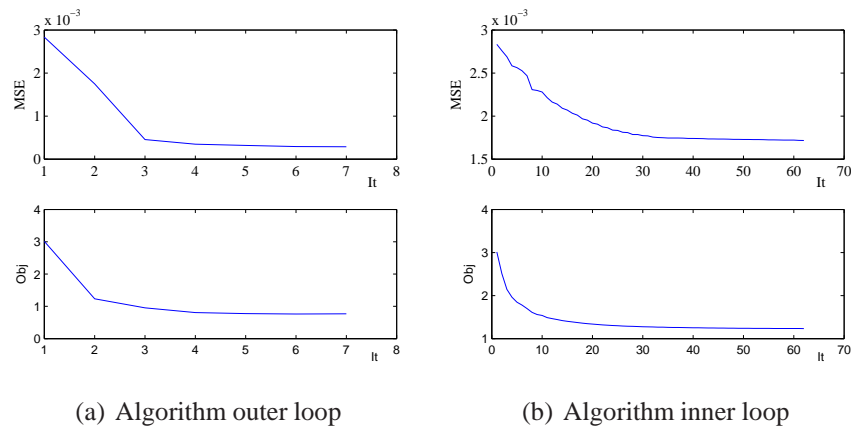 x 10⁻³
3
2
1
0
MSE
1 2 3 4 5 6 7 8
It
4
3
2
1
0
Obj
1 2 3 4 5 6 7 8
It
(a) Algorithm outer loop
x 10⁻³
3
2.5
2
1.5
MSE
0 10 20 30 40 50 60 70
It
4
3
2
1
Obj
0 10 20 30 40 50 60 70
It
(b) Algorithm inner loop